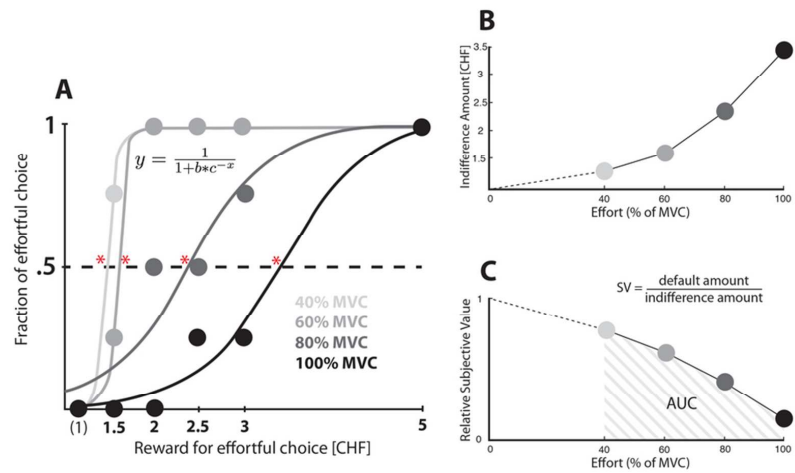 A
1
.5
Fraction of effortful choice
y = 1 / 1+b*c^-x
*
*
*
*
40% MVC
60% MVC
80% MVC
100% MVC
(1) 1.5 2 2.5 3 5
Reward for effortful choice [CHF]
B
3.5
3
2.5
2
1.5
Indifference Amount [CHF]
0 40 60 80 100
Effort (% of MVC)
C
SV = default amount
indifference amount
1
0
Relative Subjective Value
AUC
0 40 60 80 100
Effort (% of MVC)